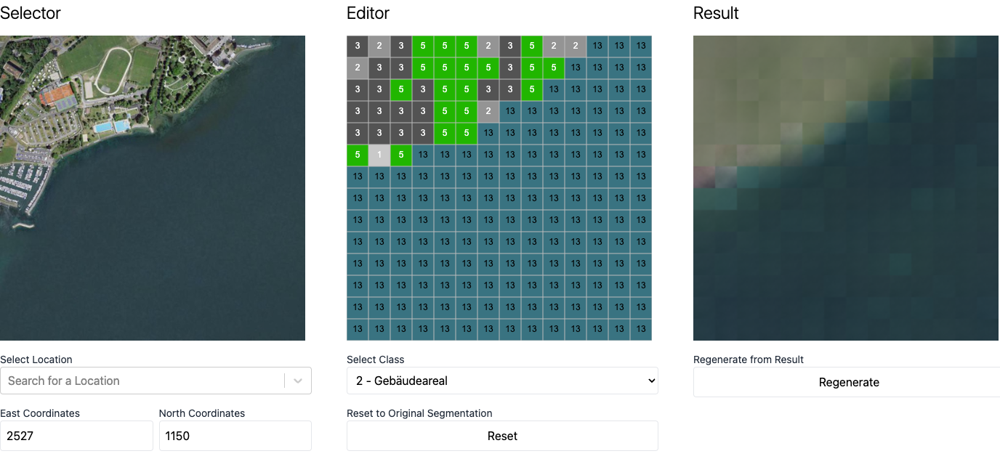 Selector
Editor
Result
3 2 3 5 5 5 2 3 5 2 2 13 13 13
2 3 3 5 5 5 5 3 5 5 13 13 13 13
3 3 5 3 5 5 3 3 5 13 13 13 13 13
3 3 3 3 5 5 2 13 13 13 13 13 13 13
3 3 3 3 5 5 13 13 13 13 13 13 13 13
5 1 5 13 13 13 13 13 13 13 13 13 13 13
13 13 13 13 13 13 13 13 13 13 13 13 13 13
13 13 13 13 13 13 13 13 13 13 13 13 13 13
13 13 13 13 13 13 13 13 13 13 13 13 13 13
13 13 13 13 13 13 13 13 13 13 13 13 13 13
13 13 13 13 13 13 13 13 13 13 13 13 13 13
13 13 13 13 13 13 13 13 13 13 13 13 13 13
13 13 13 13 13 13 13 13 13 13 13 13 13 13
13 13 13 13 13 13 13 13 13 13 13 13 13 13
Select Location
Search for a Location
East Coordinates
North Coordinates
2527
1150
Select Class
2 - Gebäudeareal
Reset to Original Segmentation
Reset
Regenerate from Result
Regenerate